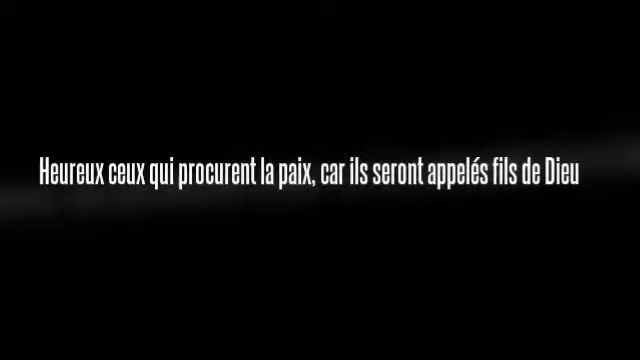 Heureux ceux qui procurent la paix, car ils seront appelés fils de Dieu